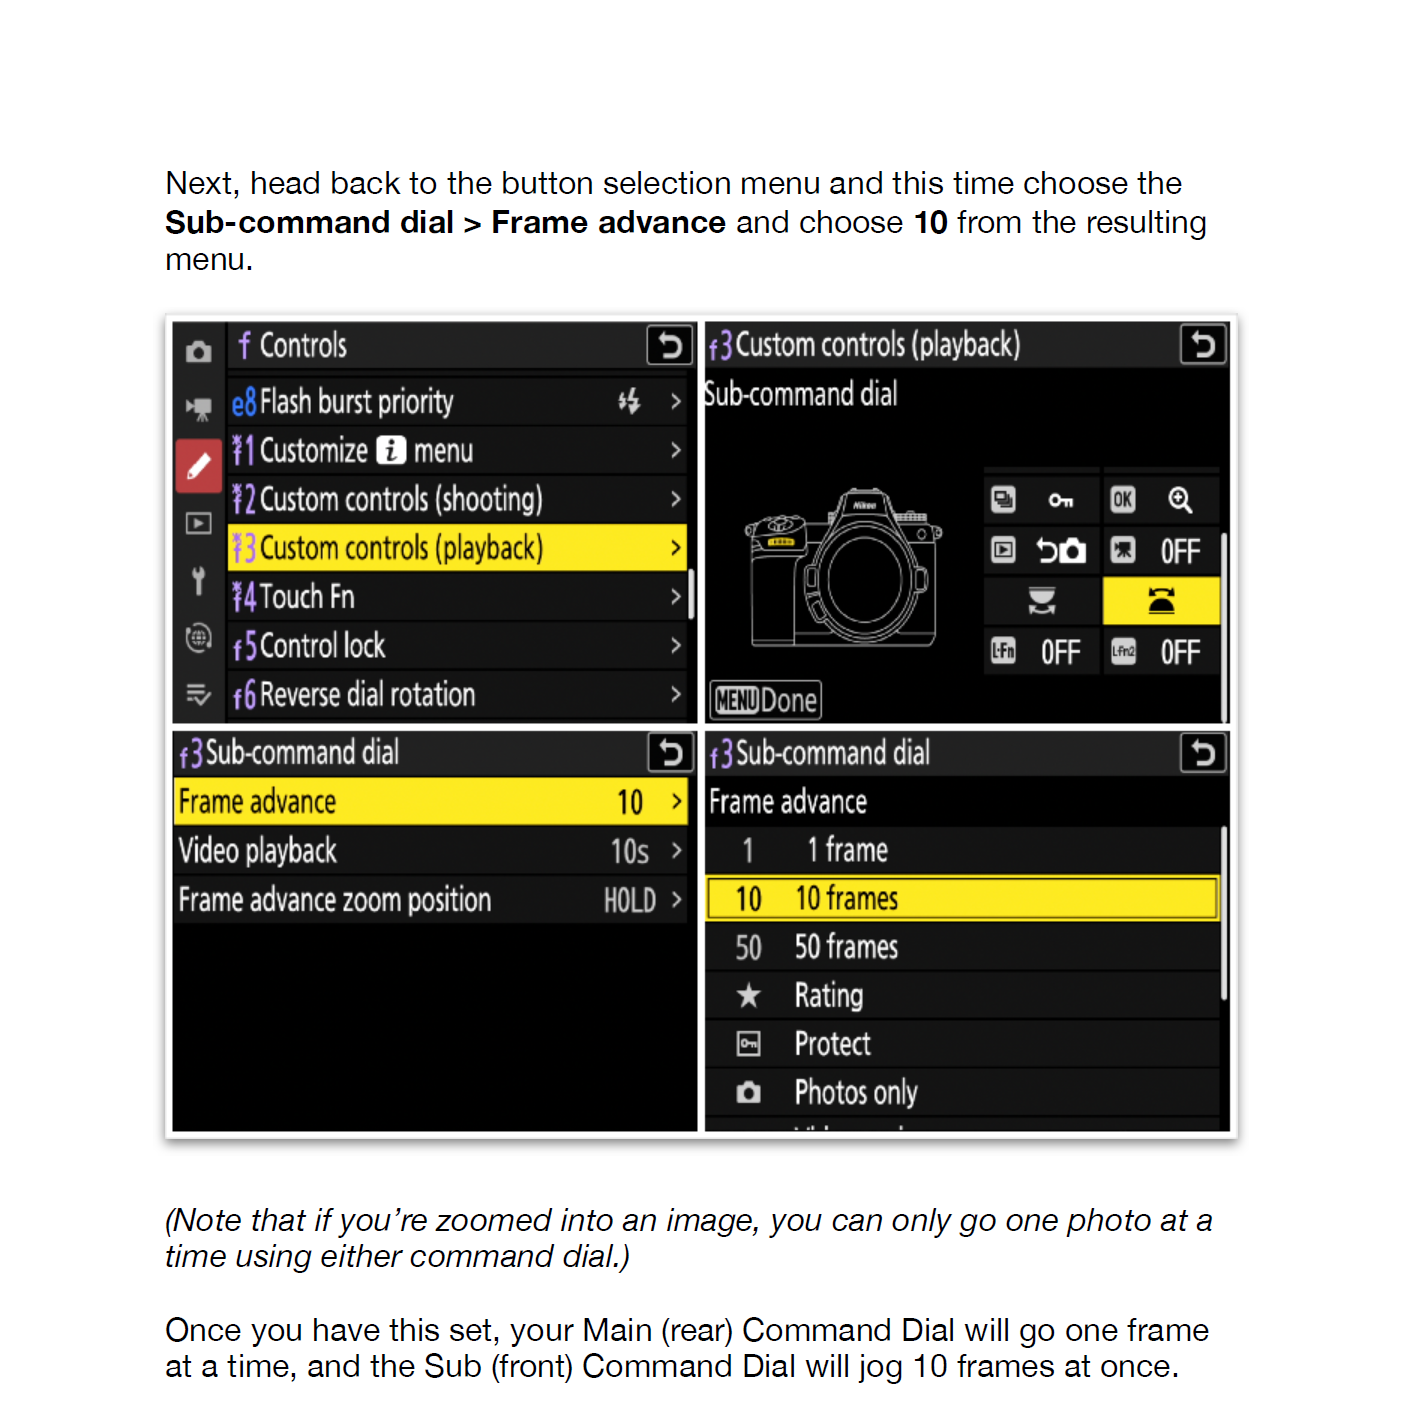 Next, head back to the button selection menu and this time choose the
Sub-command dial > Frame advance and choose 10 from the resulting
menu.
f Controls
e8 Flash burst priority >
f1 Customize i menu >
f2 Custom controls (shooting) >
f3 Custom controls (playback) >
f4 Touch Fn >
f5 Control lock >
f6 Reverse dial rotation >
f3 Custom controls (playback)
Sub-command dial
Nikon
OK
OFF
L-Fn OFF L-Fn2 OFF
MENU Done
f3 Sub-command dial
Frame advance 10 >
Video playback 10s >
Frame advance zoom position HOLD >
f3 Sub-command dial
Frame advance
1 1 frame
10 10 frames
50 50 frames
★ Rating
Protect
Photos only
(Note that if you’re zoomed into an image, you can only go one photo at a
time using either command dial.)
Once you have this set, your Main (rear) Command Dial will go one frame
at a time, and the Sub (front) Command Dial will jog 10 frames at once.